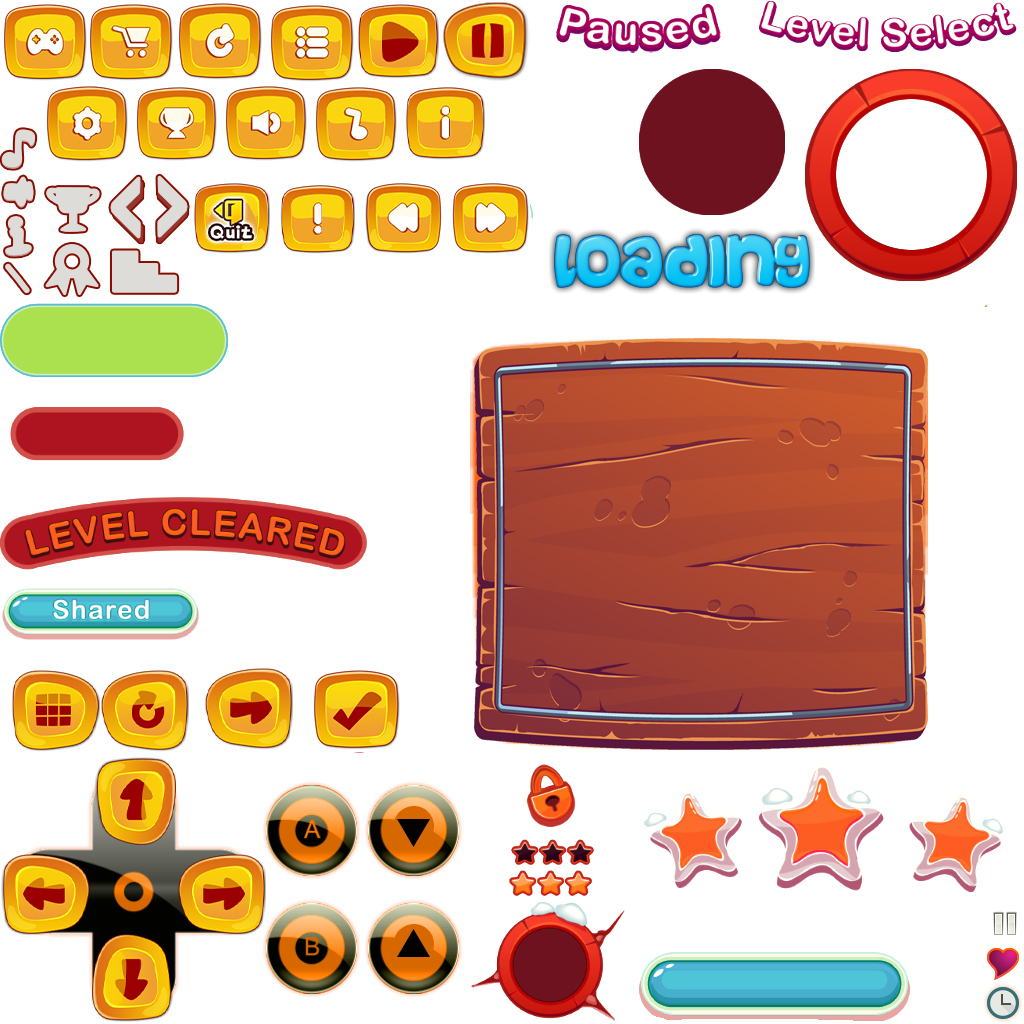 Paused
Level Select
Quit
loading
LEVEL CLEARED
Shared
A
B